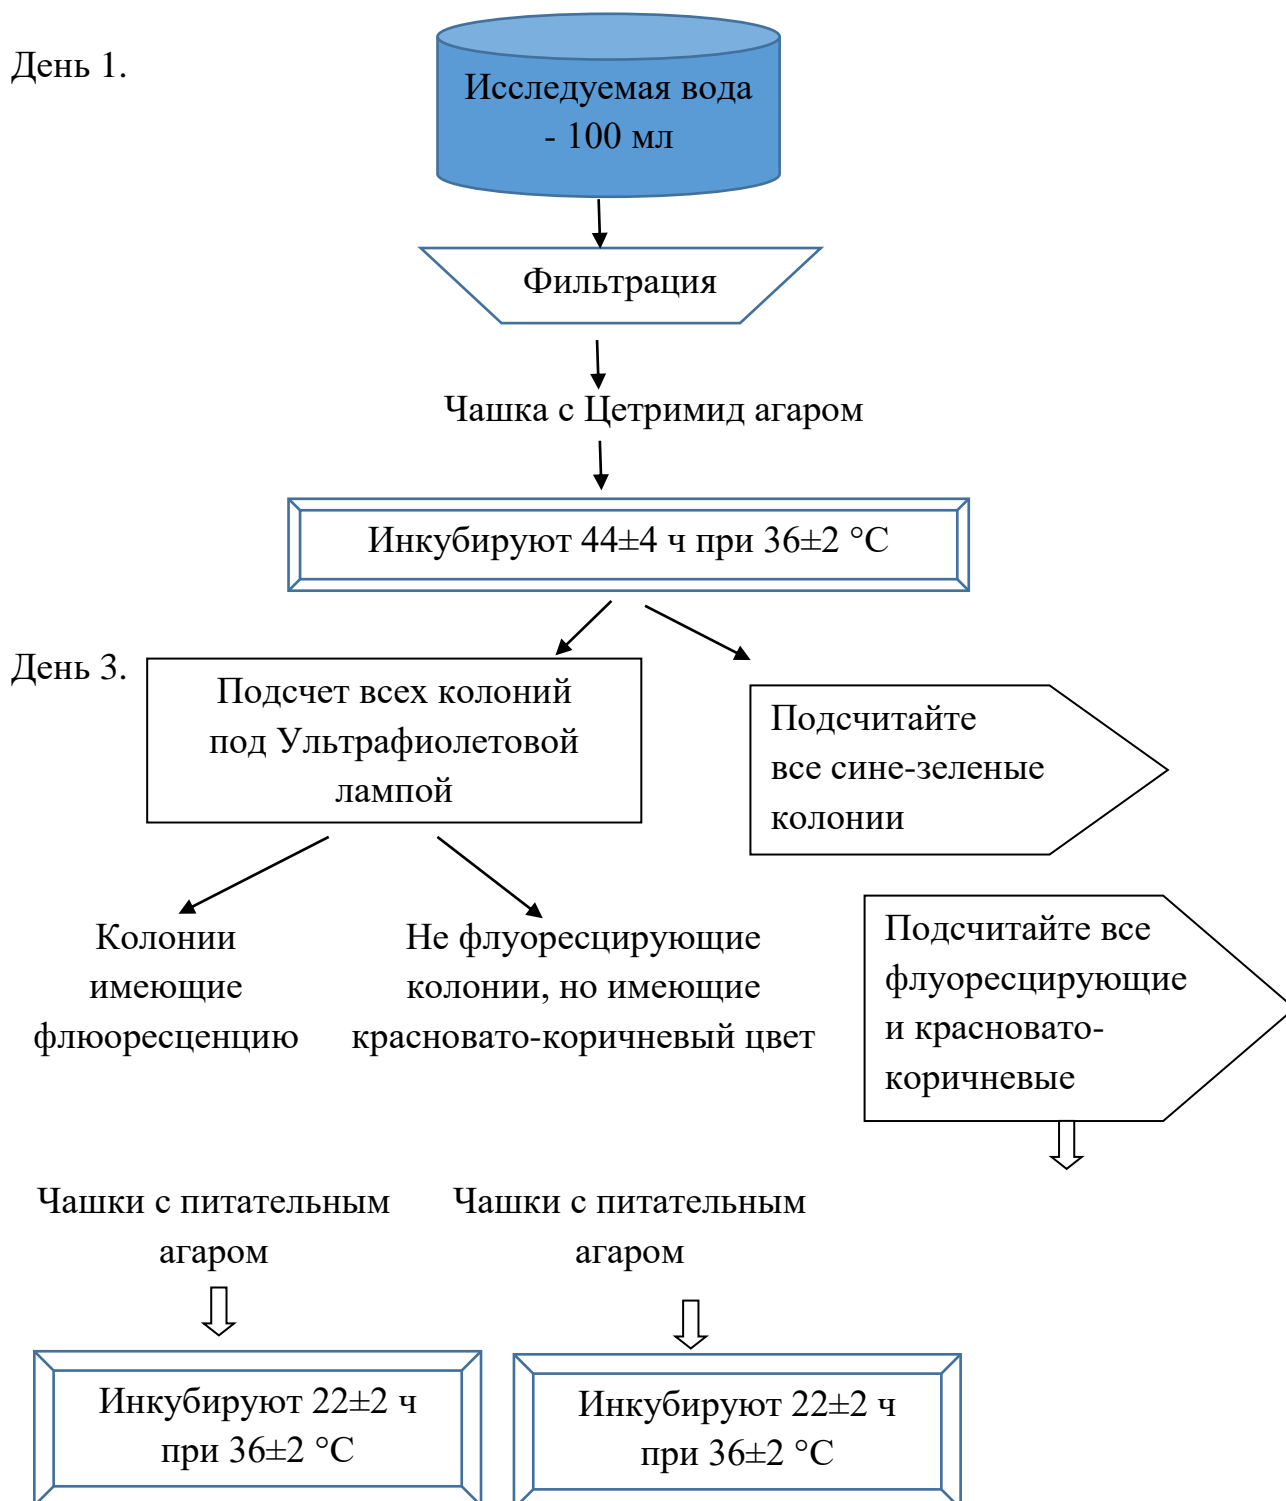 День 1.
Исследуемая вода
- 100 мл
Фильтрация
Чашка с Цетримид агаром
Инкубируют 44±4 ч при 36±2 °С
День 3.
Подсчет всех колоний
под Ультрафиолетовой
лампой
Подсчитайте
все сине-зеленые
колонии
Колонии
имеющие
флюоресценцию
Не флуоресцирующие
колонии, но имеющие
красновато-коричневый цвет
Подсчитайте все
флуоресцирующие
и красновато-
коричневые
Чашки с питательным
агаром
Чашки с питательным
агаром
Инкубируют 22±2 ч
при 36±2 °С
Инкубируют 22±2 ч
при 36±2 °С